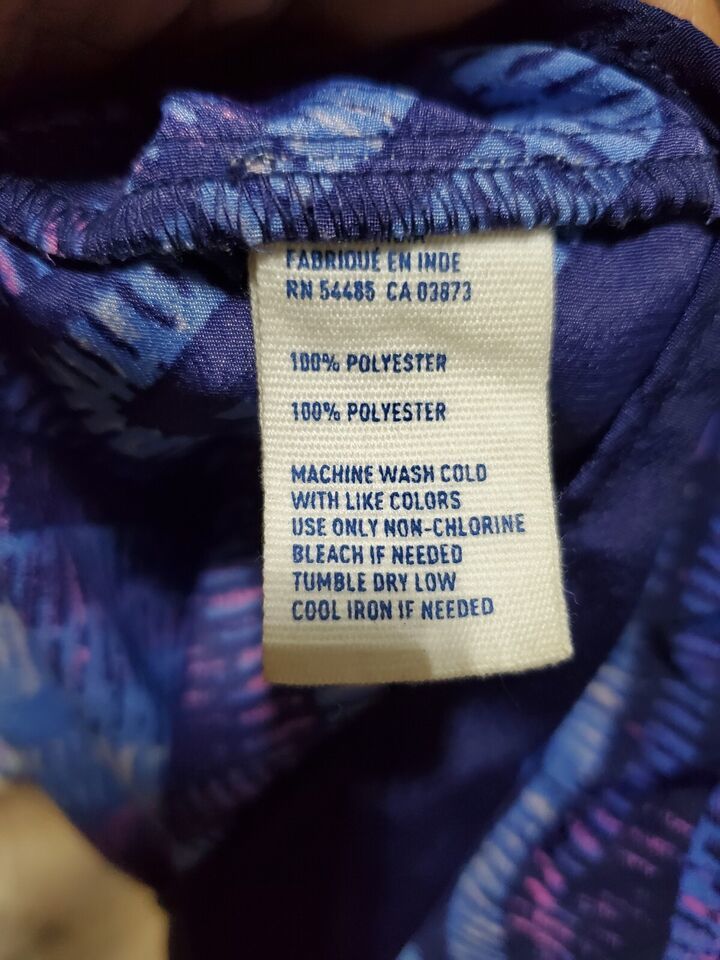 FABRIQUÉ EN INDE
RN 54485 CA 03873
100% POLYESTER
100% POLYESTER
MACHINE WASH COLD
WITH LIKE COLORS
USE ONLY NON-CHLORINE
BLEACH IF NEEDED
TUMBLE DRY LOW
COOL IRON IF NEEDED